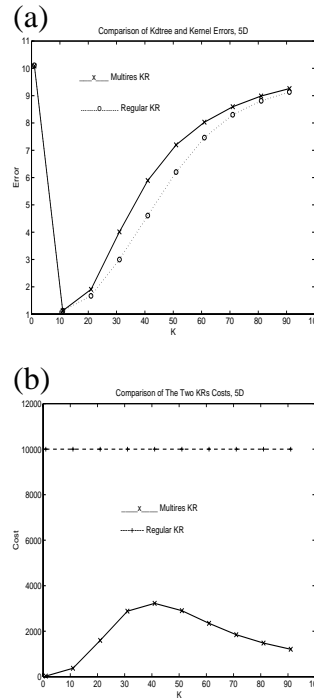 (a)
Comparison of Kdtree and Kernel Errors, 5D
11
10
9
8
7
6
5
4
3
2
1
Error
___x___ Multires KR
........o........ Regular KR
0 10 20 30 40 50 60 70 80 90 100
K
(b)
Comparison of The Two KRs Costs, 5D
12000
10000
8000
6000
4000
2000
0
Cost
____x____ Multires KR
---+--- Regular KR
0 10 20 30 40 50 60 70 80 90 100
K